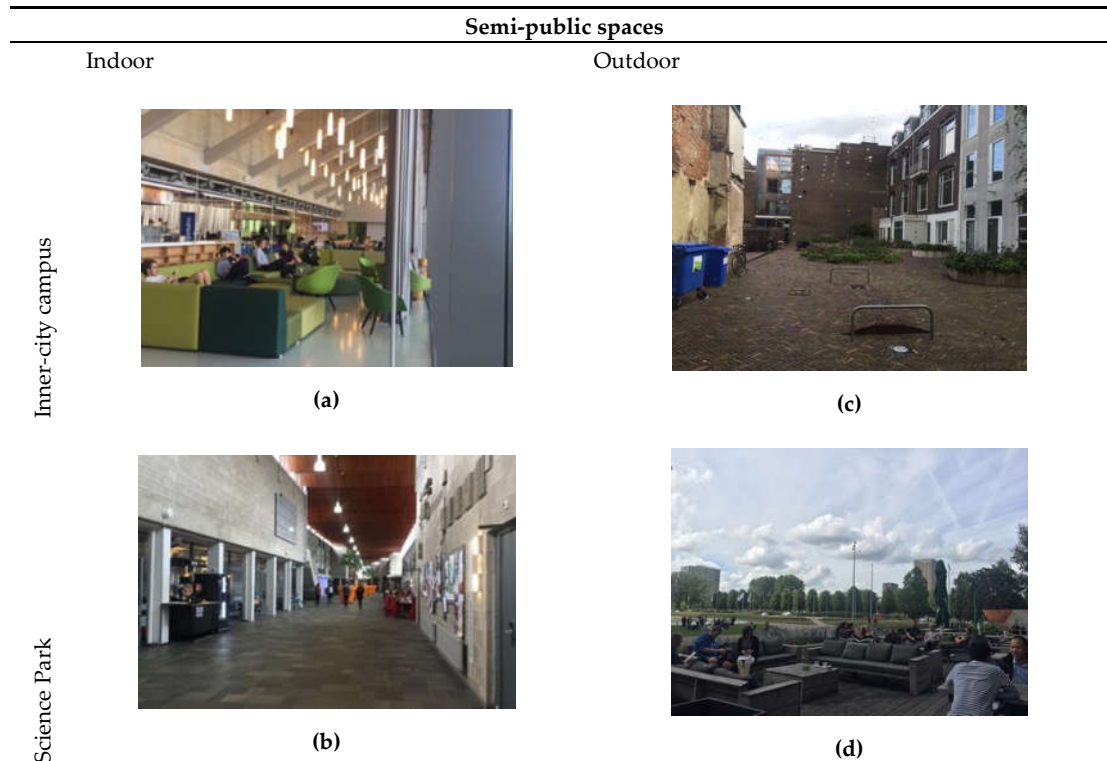 Semi-public spaces
Indoor
Outdoor
Inner-city campus
(a)
(c)
Science Park
(b)
(d)